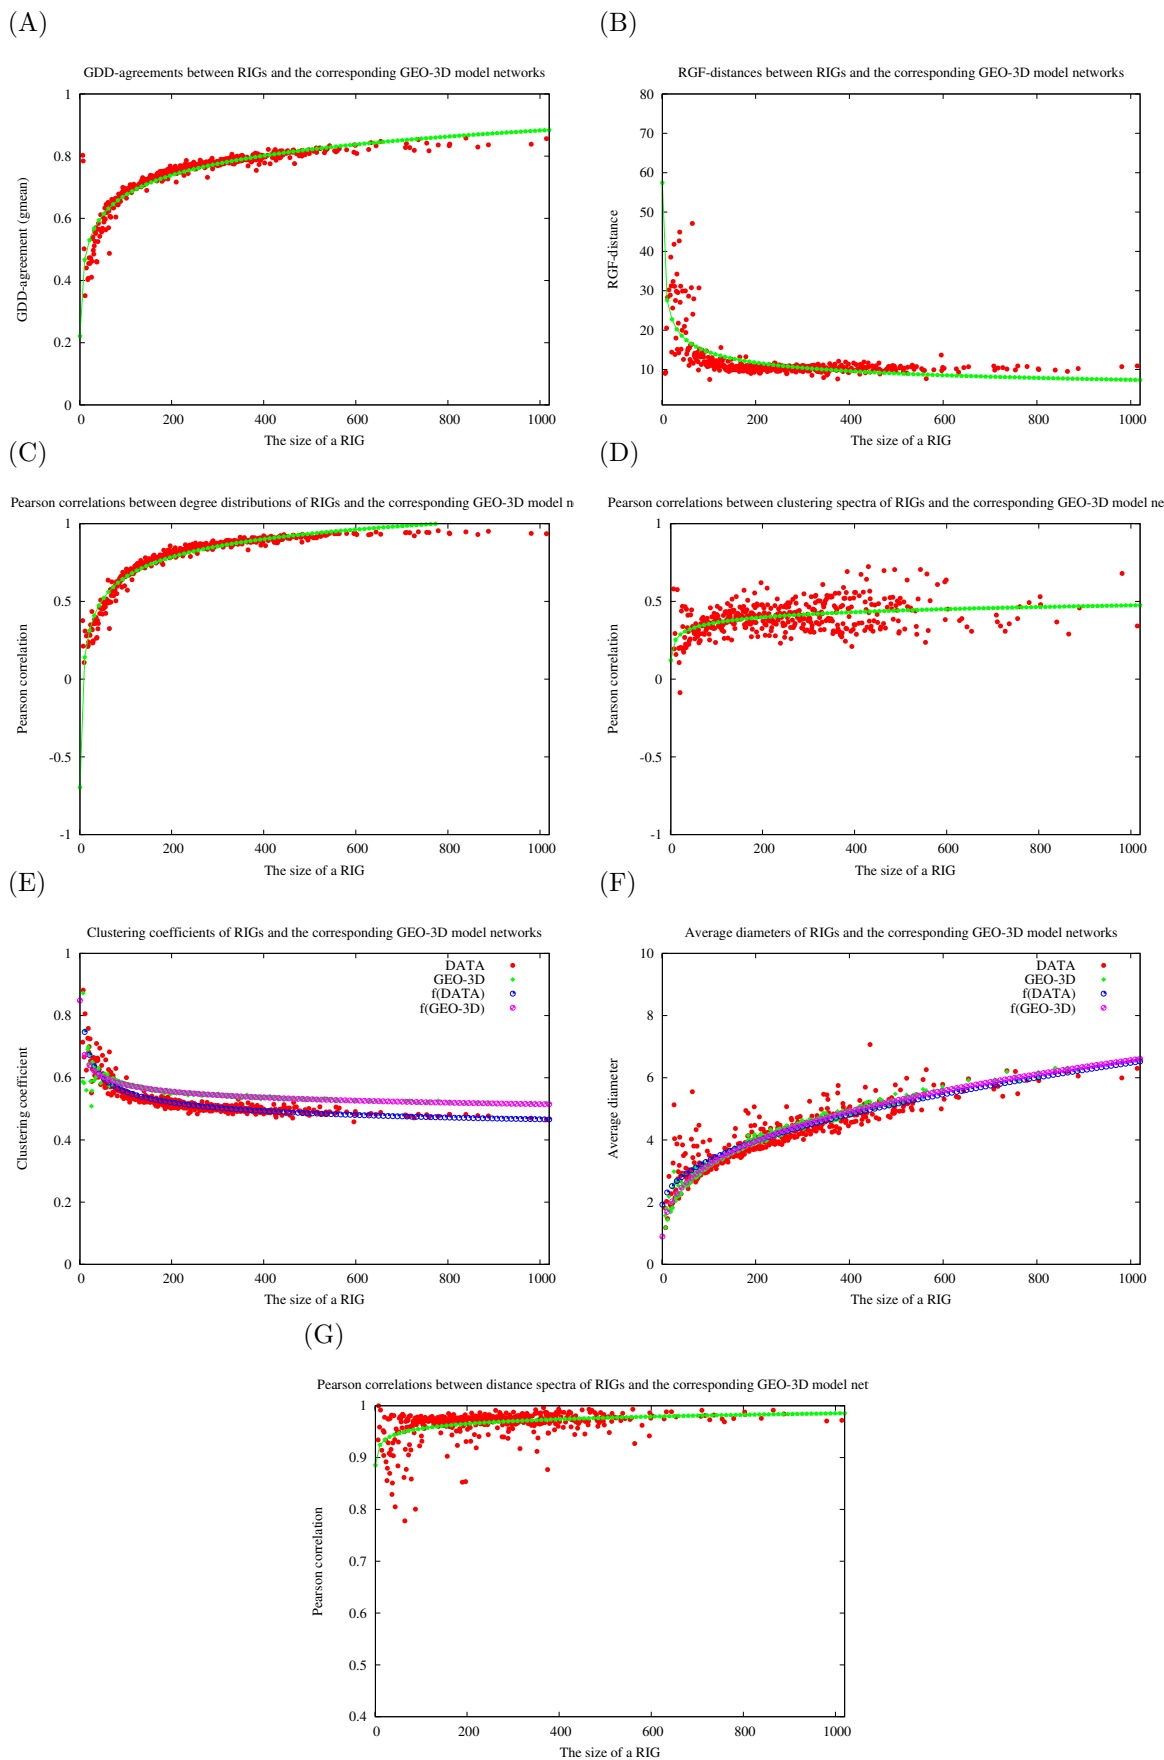 (A)
GDD-agreements between RIGs and the corresponding GEO-3D model networks
1
0.8
0.6
0.4
0.2
0
0 200 400 600 800 1000
GDD-agreement (gmean)
The size of a RIG
(B)
RGF-distances between RIGs and the corresponding GEO-3D model networks
80
70
60
50
40
30
20
10
0 200 400 600 800 1000
RGF-distance
The size of a RIG
(C)
Pearson correlations between degree distributions of RIGs and the corresponding GEO-3D model n
1
0.5
0
-0.5
-1
0 200 400 600 800 1000
Pearson correlation
The size of a RIG
(D)
Pearson correlations between clustering spectra of RIGs and the corresponding GEO-3D model ne
1
0.5
0
-0.5
-1
0 200 400 600 800 1000
Pearson correlation
The size of a RIG
(E)
Clustering coefficients of RIGs and the corresponding GEO-3D model networks
1
0.8
0.6
0.4
0.2
0
0 200 400 600 800 1000
Clustering coefficient
The size of a RIG
DATA
GEO-3D
f(DATA)
f(GEO-3D)
(F)
Average diameters of RIGs and the corresponding GEO-3D model networks
10
8
6
4
2
0
0 200 400 600 800 1000
Average diameter
The size of a RIG
DATA
GEO-3D
f(DATA)
f(GEO-3D)
(G)
Pearson correlations between distance spectra of RIGs and the corresponding GEO-3D model net
1
0.9
0.8
0.7
0.6
0.5
0.4
0 200 400 600 800 1000
Pearson correlation
The size of a RIG